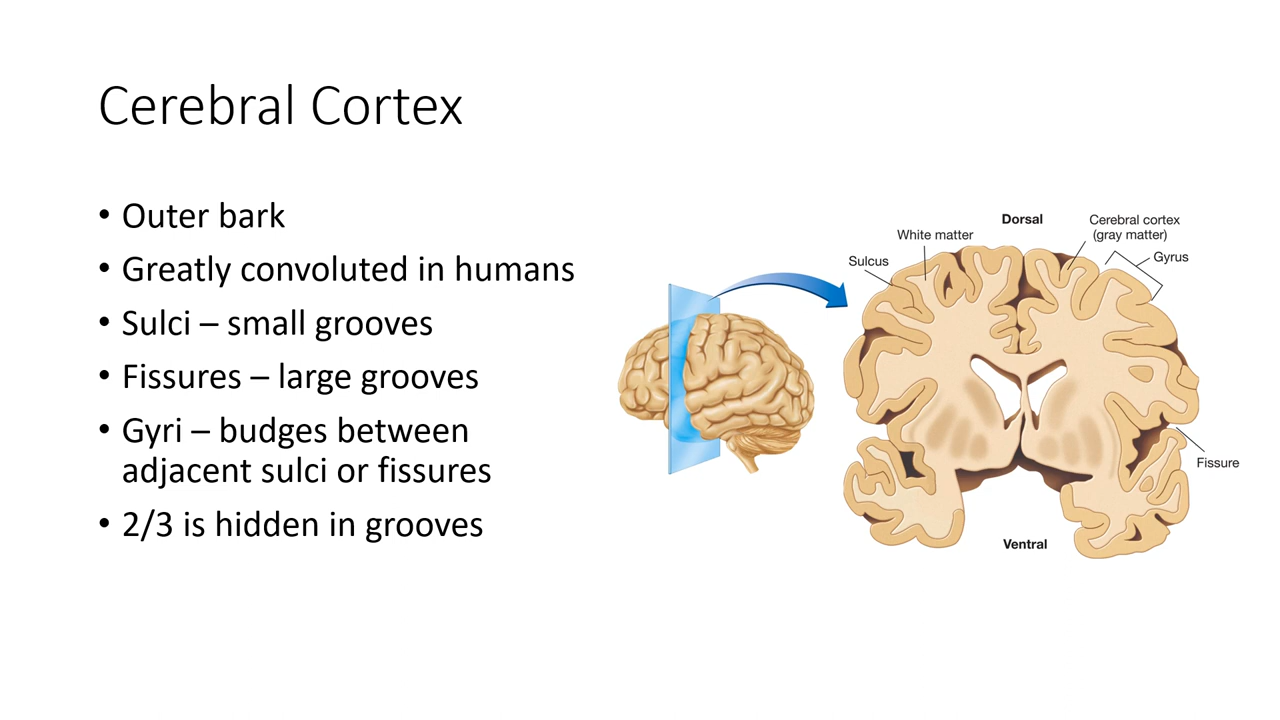 Cerebral Cortex
• Outer bark
• Greatly convoluted in humans
• Sulci – small grooves
• Fissures – large grooves
• Gyri – budges between
adjacent sulci or fissures
• 2/3 is hidden in grooves
Dorsal
Cerebral cortex
(gray matter)
White matter
Gyrus
Sulcus
Fissure
Ventral